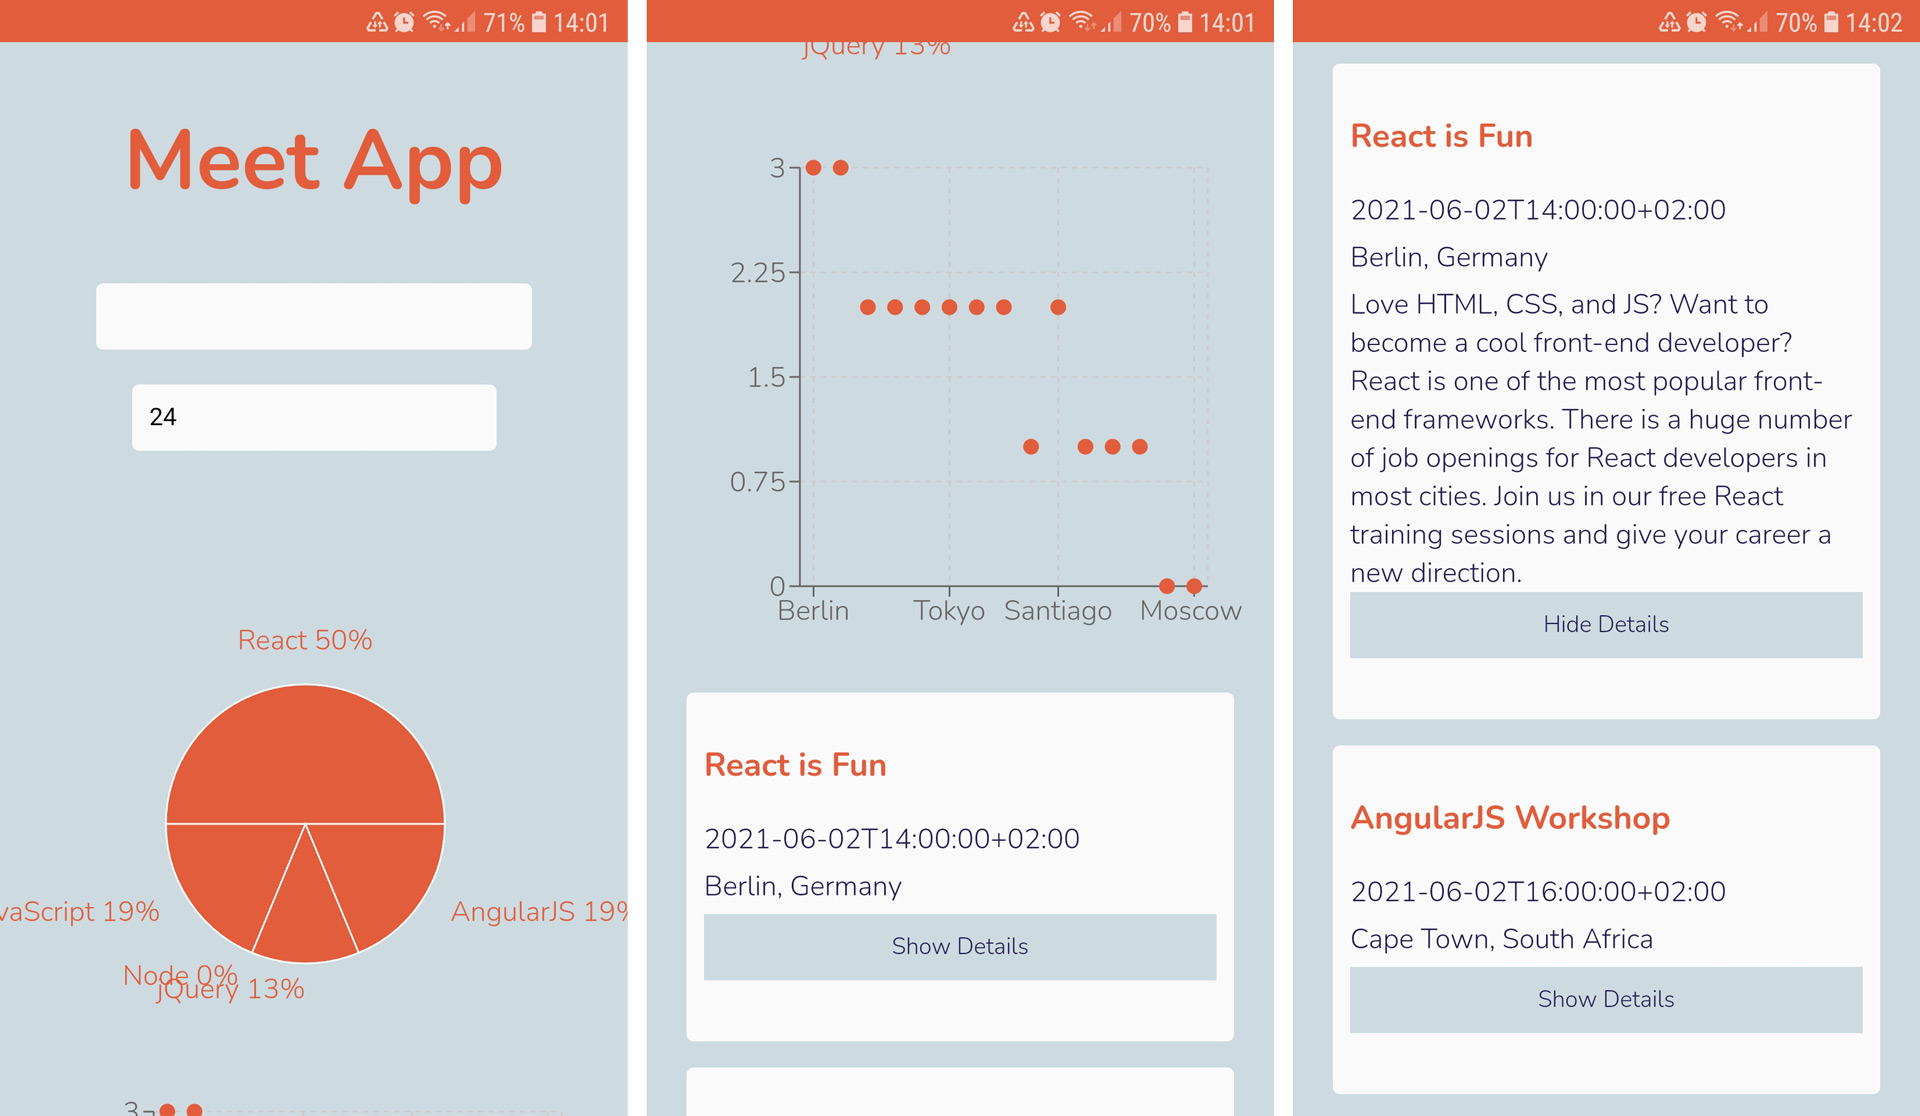 71% 14:01
Meet App
24
React 50%
vaScript 19%
AngularJS 19%
Node 0%
jQuery 13%
3
70% 14:01
jQuery 13%
3
2.25
1.5
0.75
0
Berlin Tokyo Santiago Moscow
React is Fun
2021-06-02T14:00:00+02:00
Berlin, Germany
Show Details
70% 14:02
React is Fun
2021-06-02T14:00:00+02:00
Berlin, Germany
Love HTML, CSS, and JS? Want to
become a cool front-end developer?
React is one of the most popular front-
end frameworks. There is a huge number
of job openings for React developers in
most cities. Join us in our free React
training sessions and give your career a
new direction.
Hide Details
AngularJS Workshop
2021-06-02T16:00:00+02:00
Cape Town, South Africa
Show Details